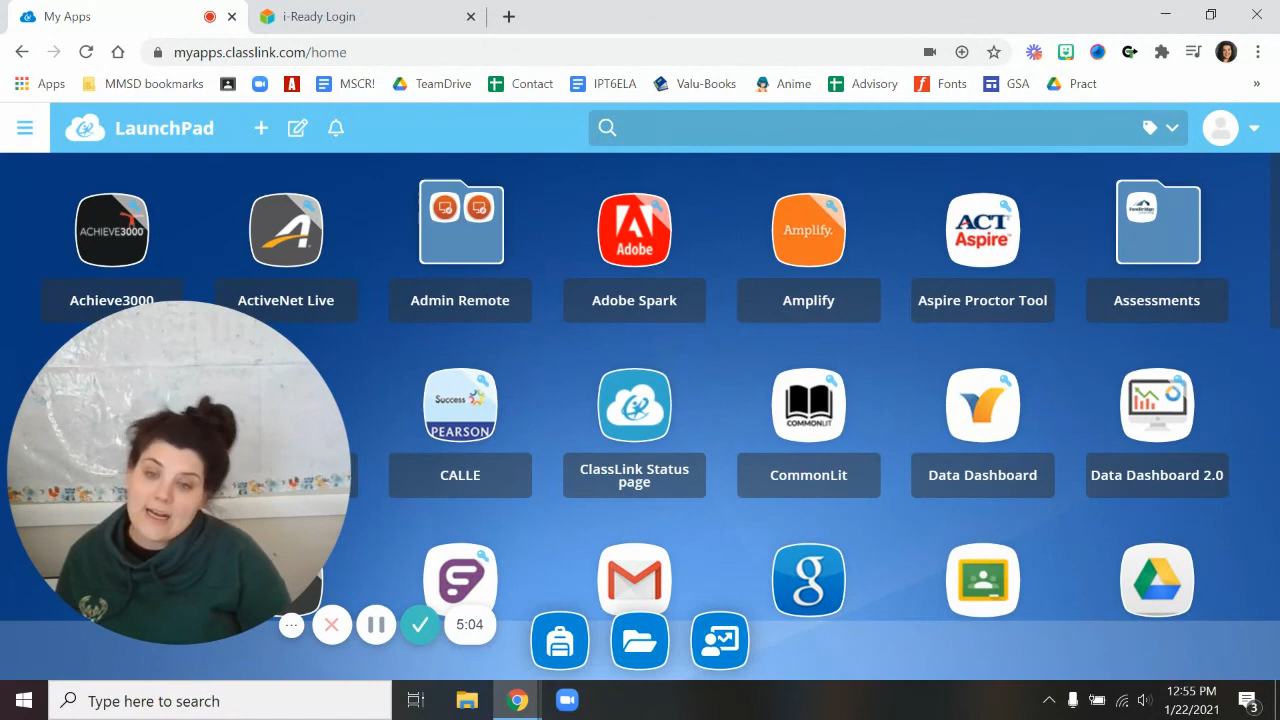 My Apps
i-Ready Login
myapps.classlink.com/home
Apps MMSD bookmarks MSCR! TeamDrive Contact IPT6ELA Valu-Books Anime Advisory Fonts GSA Pract »
LaunchPad
ACHIEVE3000
Adobe
Amplify.
ACT
Aspire
Achieve3000 ActiveNet Live Admin Remote Adobe Spark Amplify Aspire Proctor Tool Assessments
Success
PEARSON
COMMONLIT
CALLE
ClassLink Status
page
CommonLit Data Dashboard Data Dashboard 2.0
5:04
Type here to search
12:55 PM
1/22/2021
3